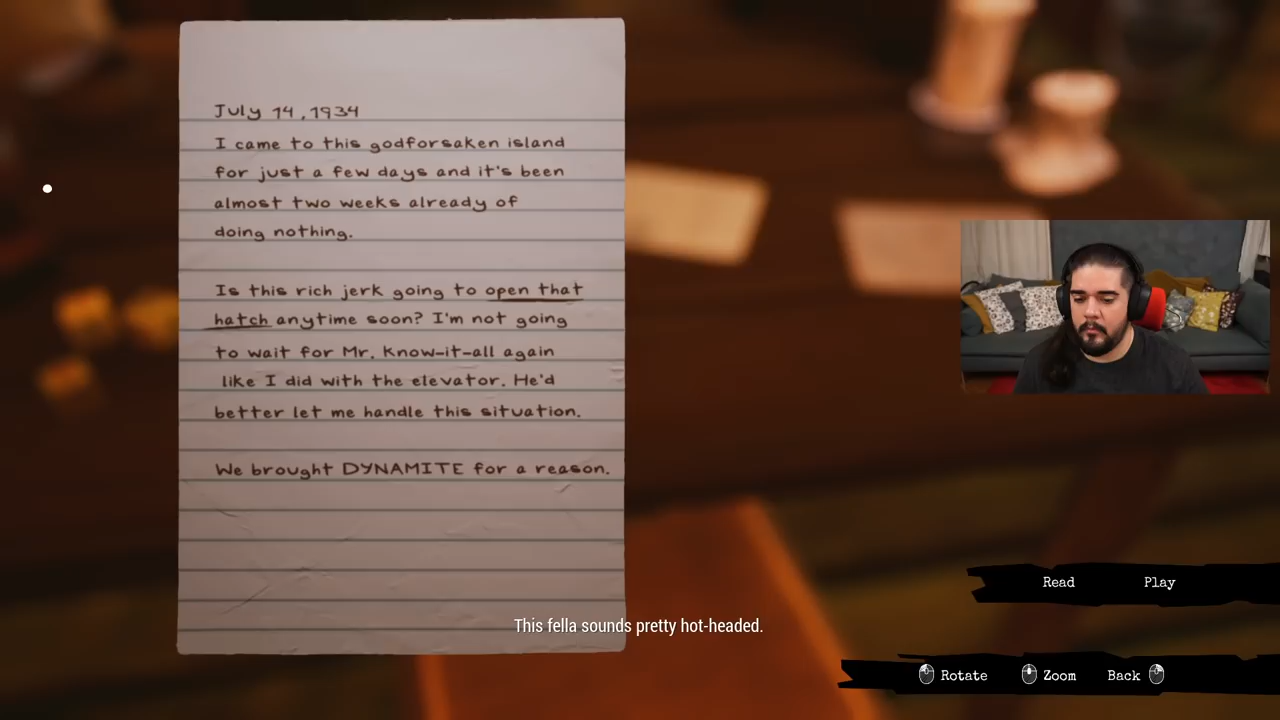 July 14, 1934
I came to this godforsaken island
for just a few days and it's been
almost two weeks already of
doing nothing.
Is this rich jerk going to open that
hatch anytime soon? I'm not going
to wait for Mr. Know-it-all again
like I did with the elevator. He'd
better let me handle this situation.
We brought DYNAMITE for a reason.
This fella sounds pretty hot-headed.
Read Play
Rotate Zoom Back